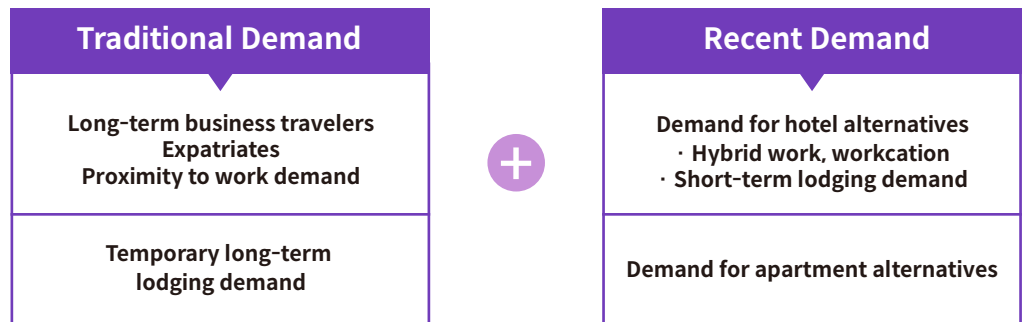 Traditional Demand
Long-term business travelers
Expatriates
Proximity to work demand
Temporary long-term
lodging demand
+
Recent Demand
Demand for hotel alternatives
· Hybrid work, workcation
· Short-term lodging demand
Demand for apartment alternatives